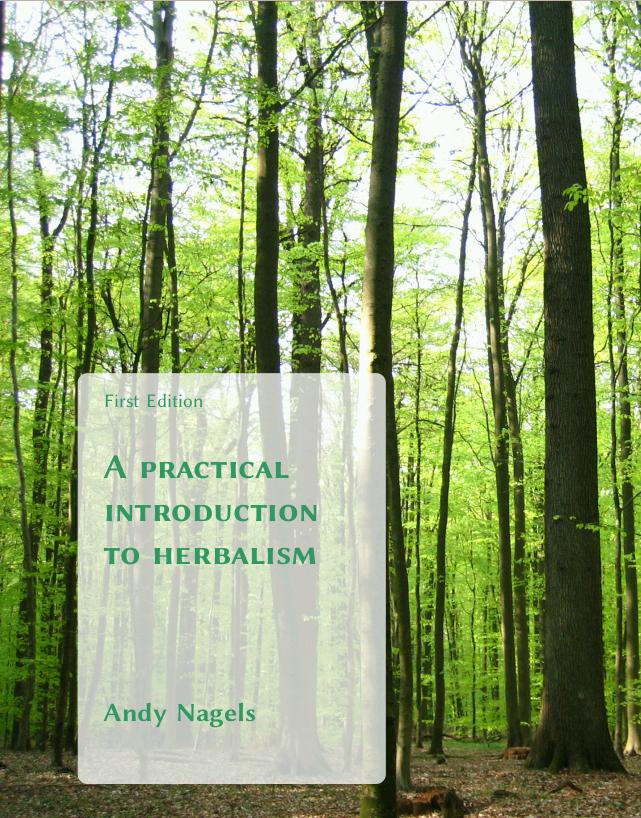 First Edition
A PRACTICAL
INTRODUCTION
TO HERBALISM
Andy Nagels